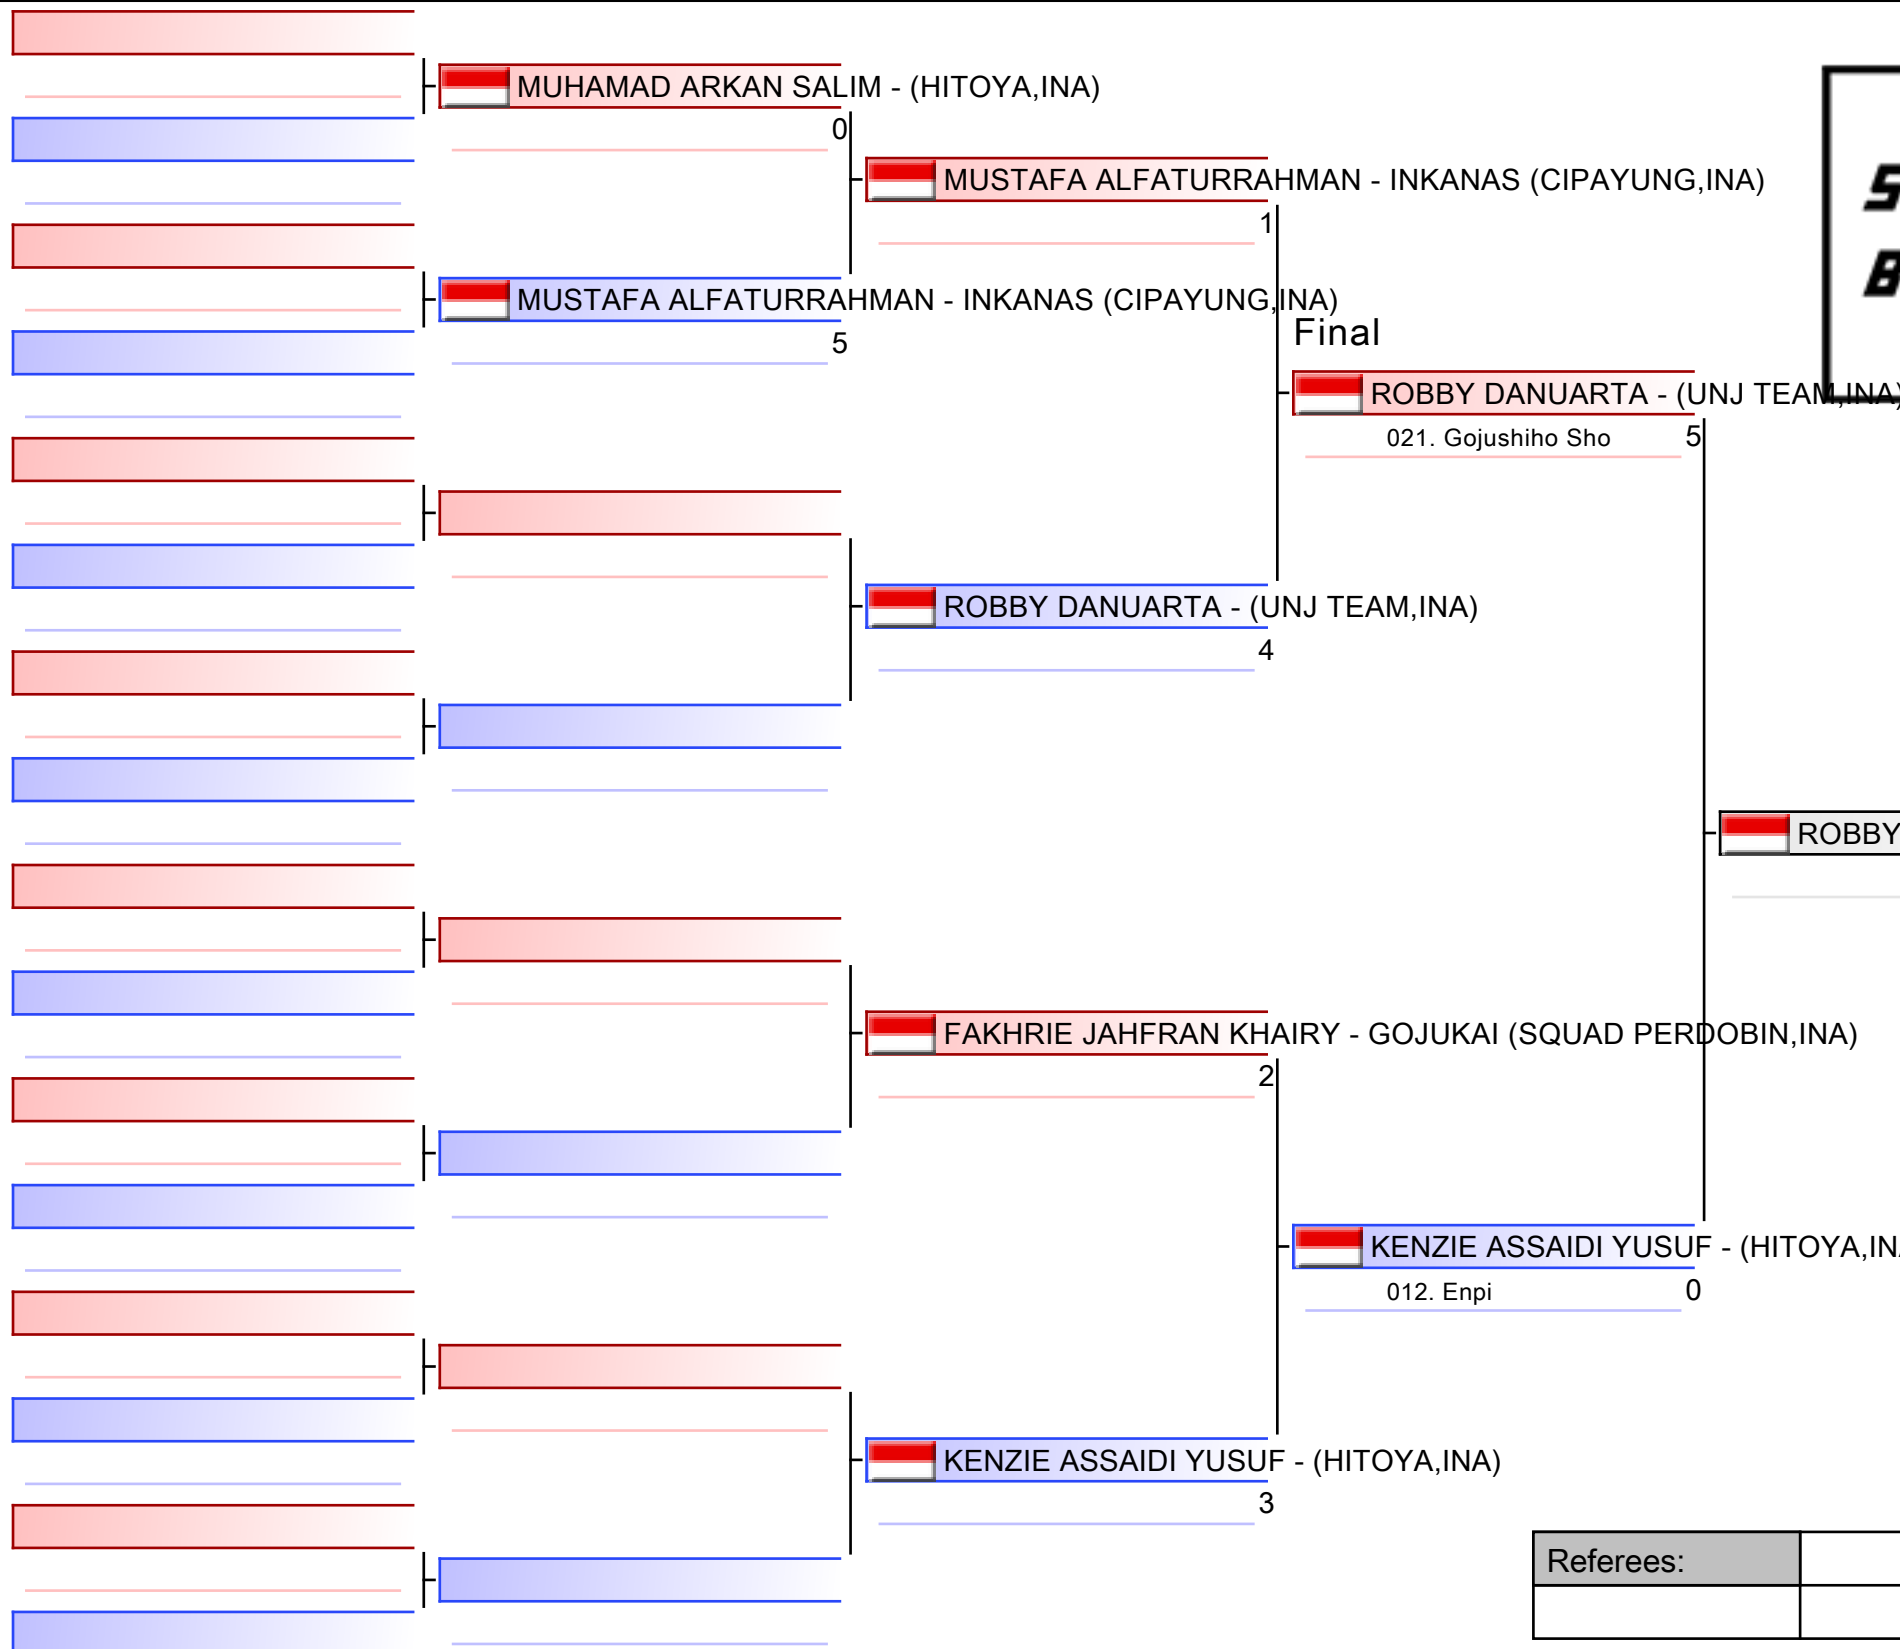 MUHAMAD ARKAN SALIM - (HITOYA,INA)
0
MUSTAFA ALFATURRAHMAN - INKANAS (CIPAYUNG,INA)
1
MUSTAFA ALFATURRAHMAN - INKANAS (CIPAYUNG,INA)
5
Final
ROBBY DANUARTA - (UNJ TEAM,INA)
021. Gojushiho Sho 5
ROBBY DANUARTA - (UNJ TEAM,INA)
4
ROBBY
FAKHRIE JAHFRAN KHAIRY - GOJUKAI (SQUAD PERDOBIN,INA)
2
KENZIE ASSAIDI YUSUF - (HITOYA,IN
012. Enpi 0
KENZIE ASSAIDI YUSUF - (HITOYA,INA)
3
Referees: